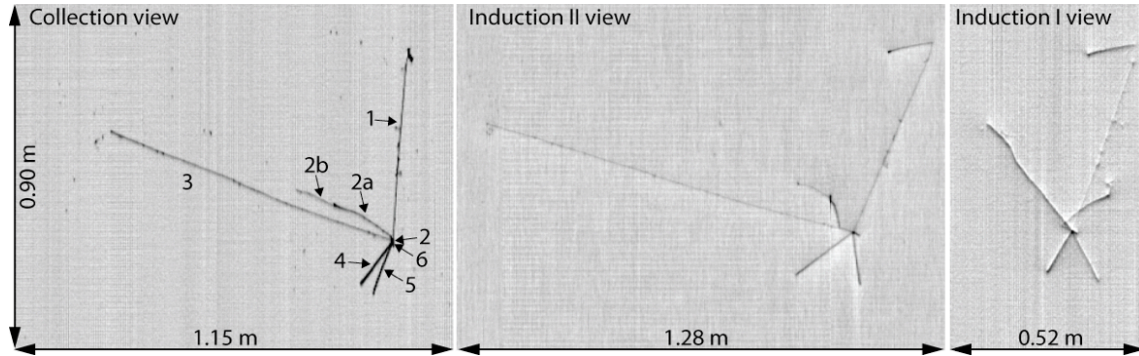 Collection view
Induction II view
Induction I view
1
2b
2a
3
2
6
4
5
0.90 m
1.15 m
1.28 m
0.52 m